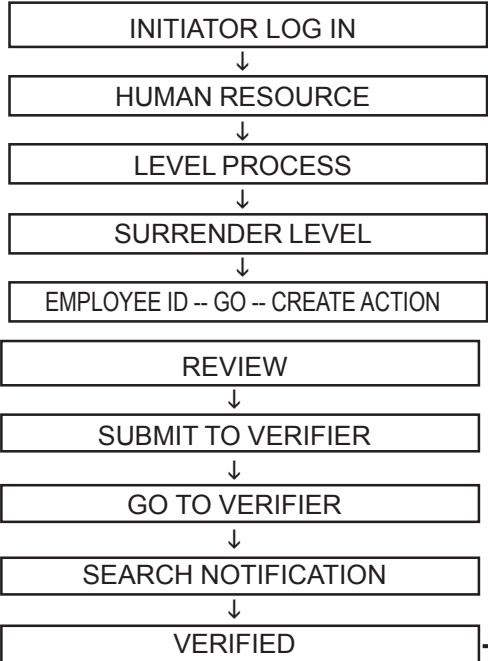 INITIATOR LOG IN
↓
HUMAN RESOURCE
↓
LEVEL PROCESS
↓
SURRENDER LEVEL
↓
EMPLOYEE ID -- GO -- CREATE ACTION
REVIEW
↓
SUBMIT TO VERIFIER
↓
GO TO VERIFIER
↓
SEARCH NOTIFICATION
↓
VERIFIED